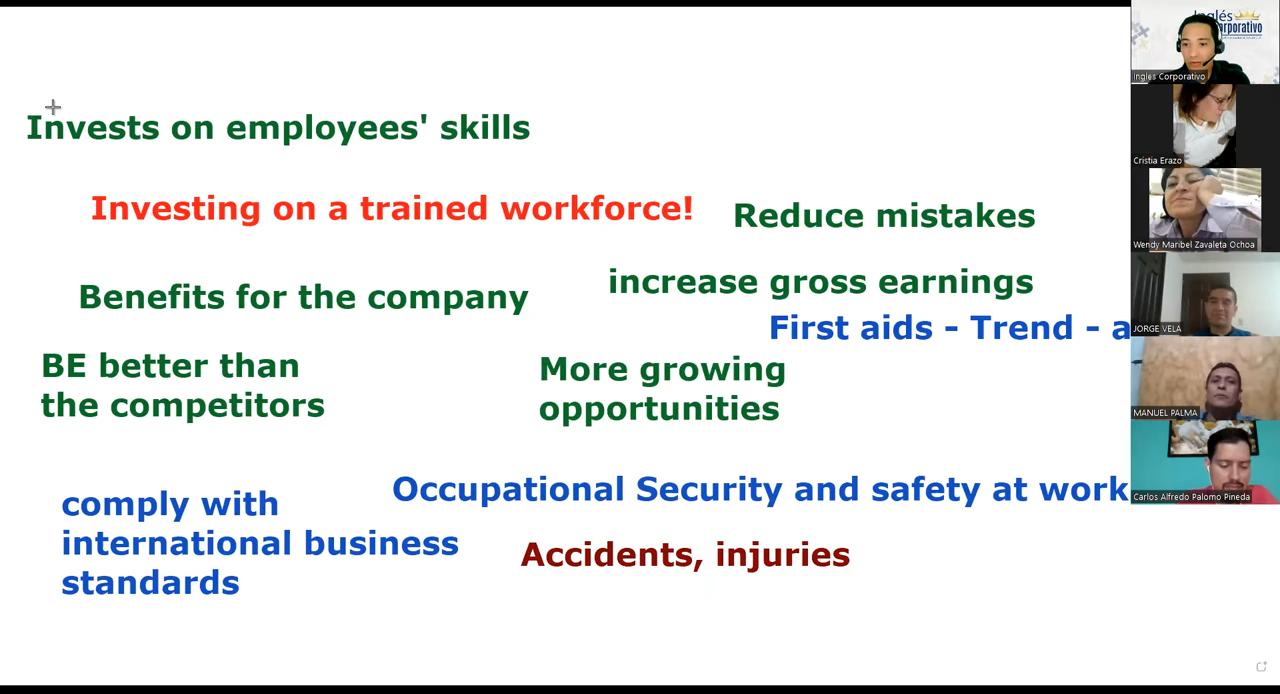 Invests on employees' skills
Investing on a trained workforce!
Reduce mistakes
Benefits for the company
increase gross earnings
First aids - Trend - a
BE better than
the competitors
More growing
opportunities
Occupational Security and safety at work
comply with
international business
standards
Accidents, injuries
Inglés
orporativo
Ingles Corporativo
Cristia Erazo
Wendy Maribel Zavaleta Ochoa
JORGE VELA
MANUEL PALMA
Carlos Alfredo Palomo Pineda